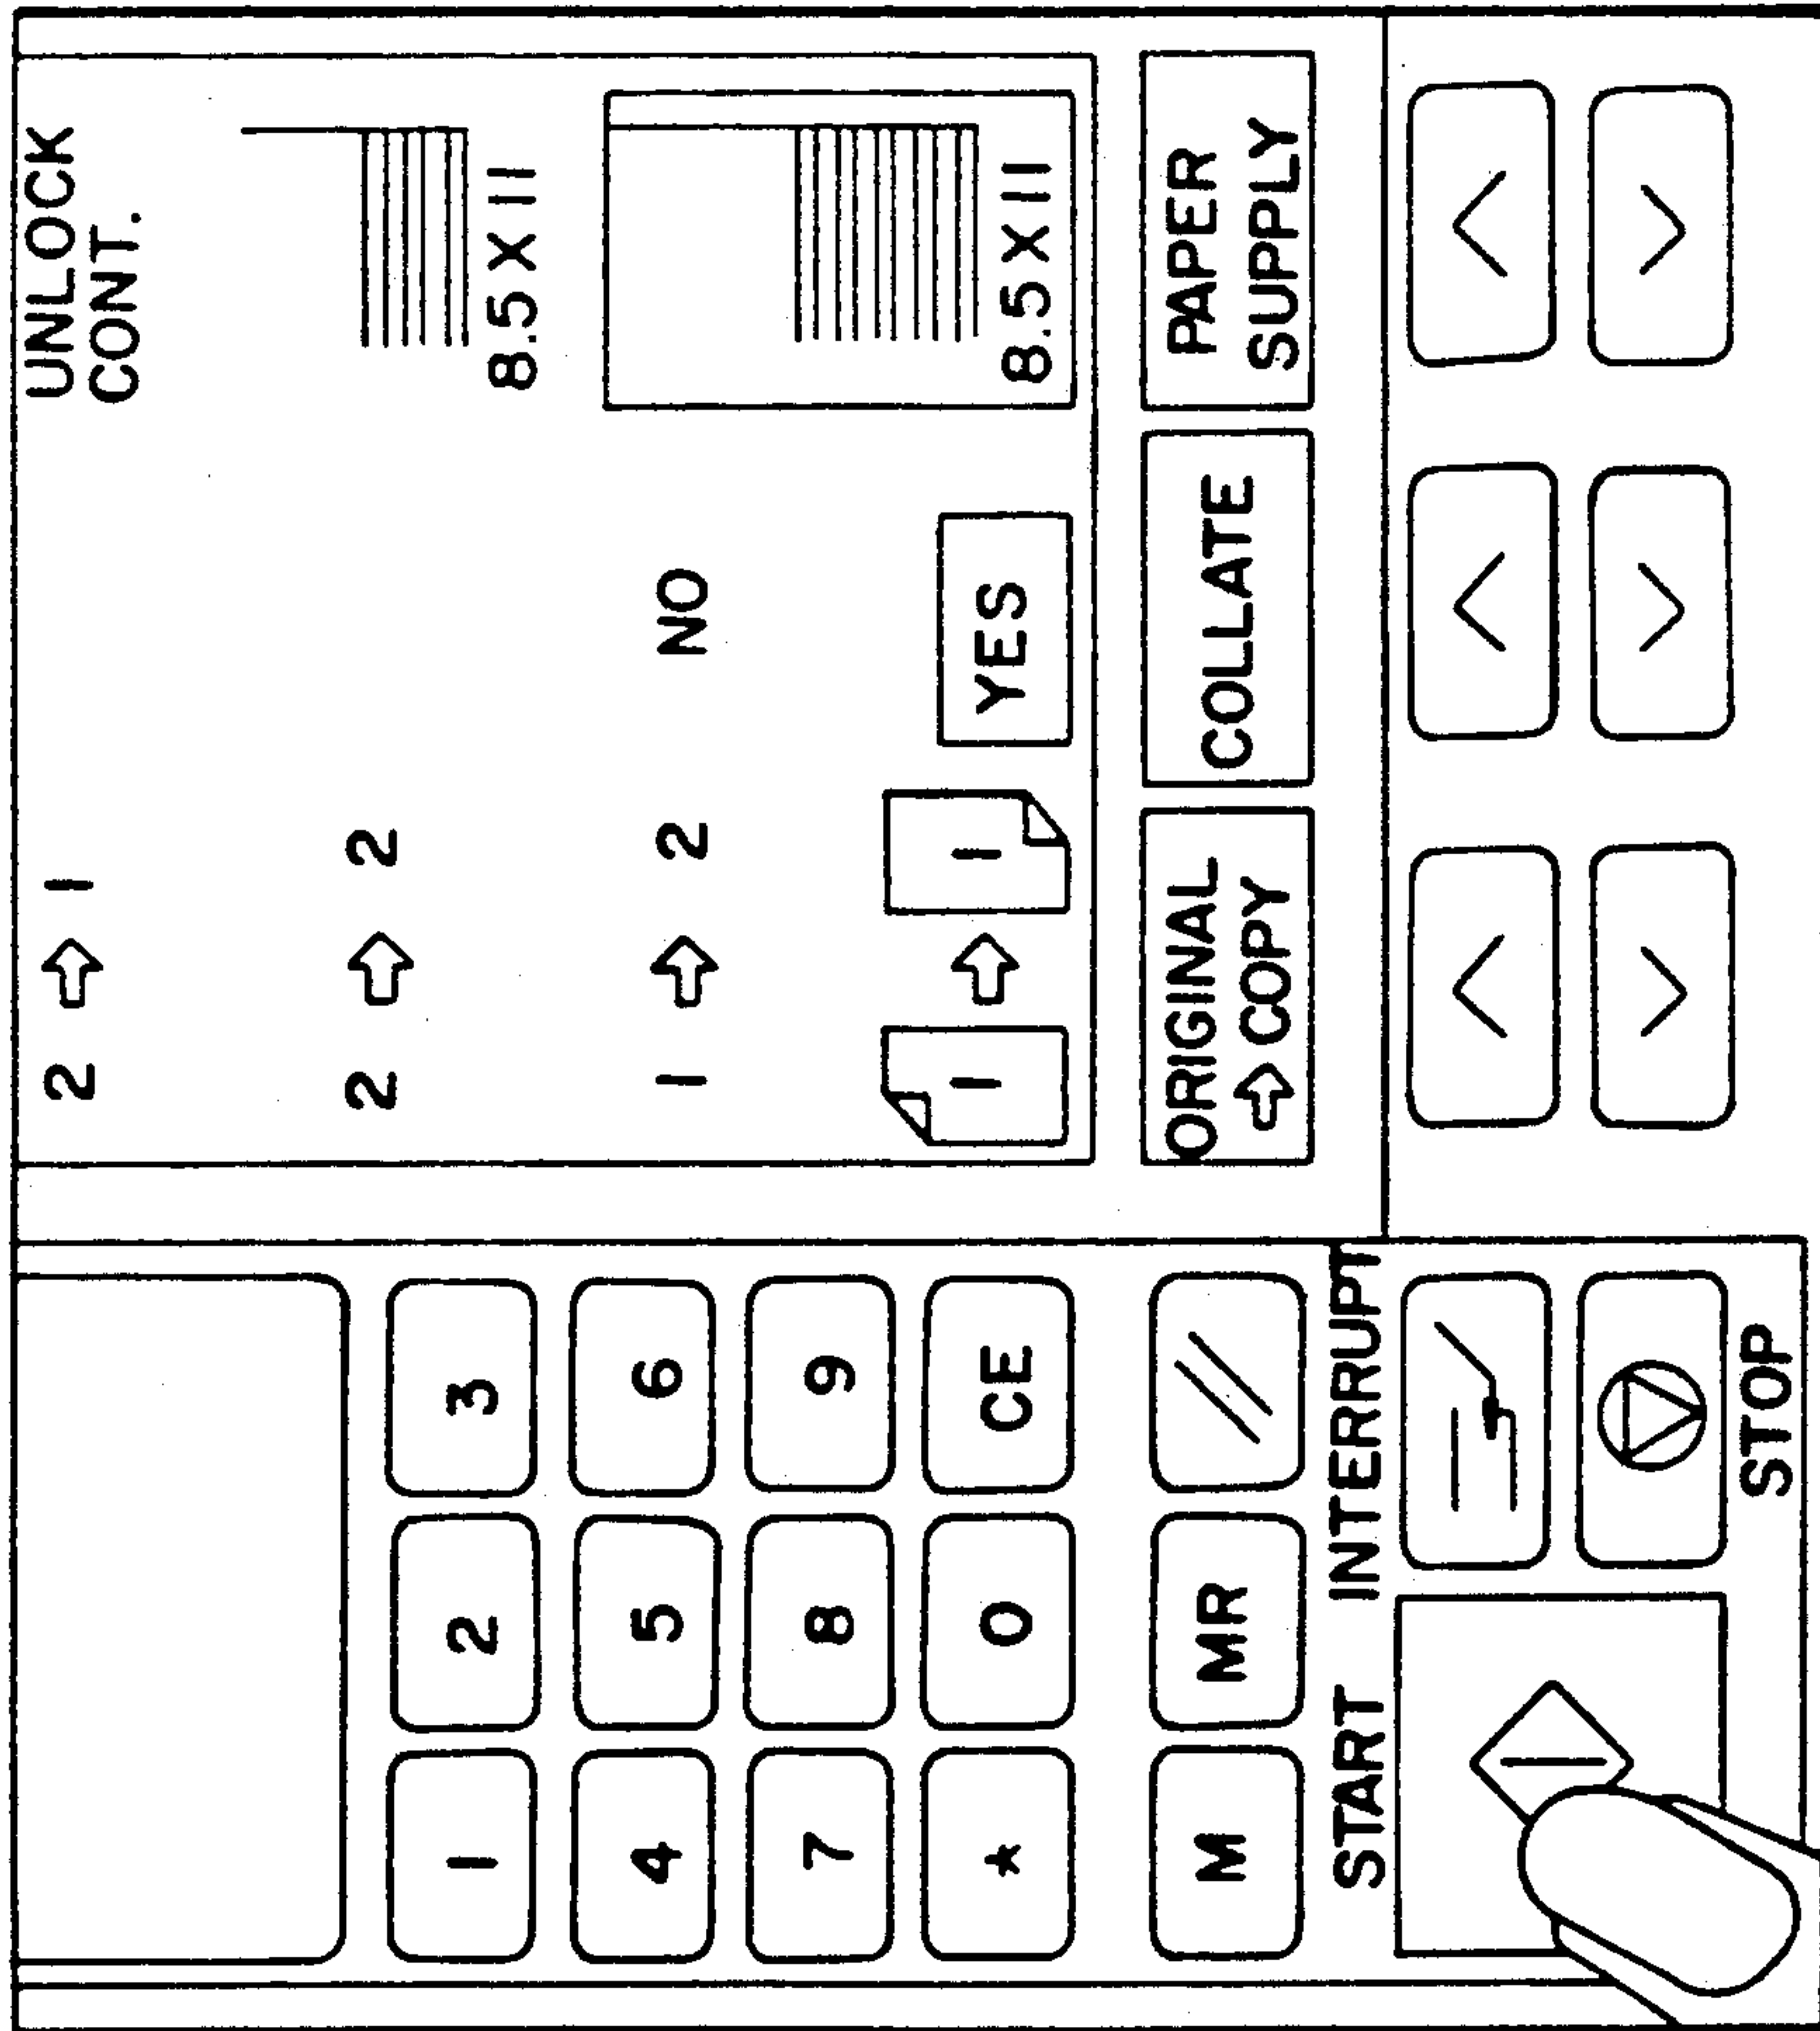 2 ⇨ 1
UNLOCK
CONT.
2 ⇨ 2
1 ⇨ 2
NO
8.5 X 11
1 ⇨ 1
YES
8.5 X 11
ORIGINAL
⇨ COPY
COLLATE
PAPER
SUPPLY
1 2 3
4 5 6
7 8 9
* 0 CE
M MR //
START INTERRUPT
STOP